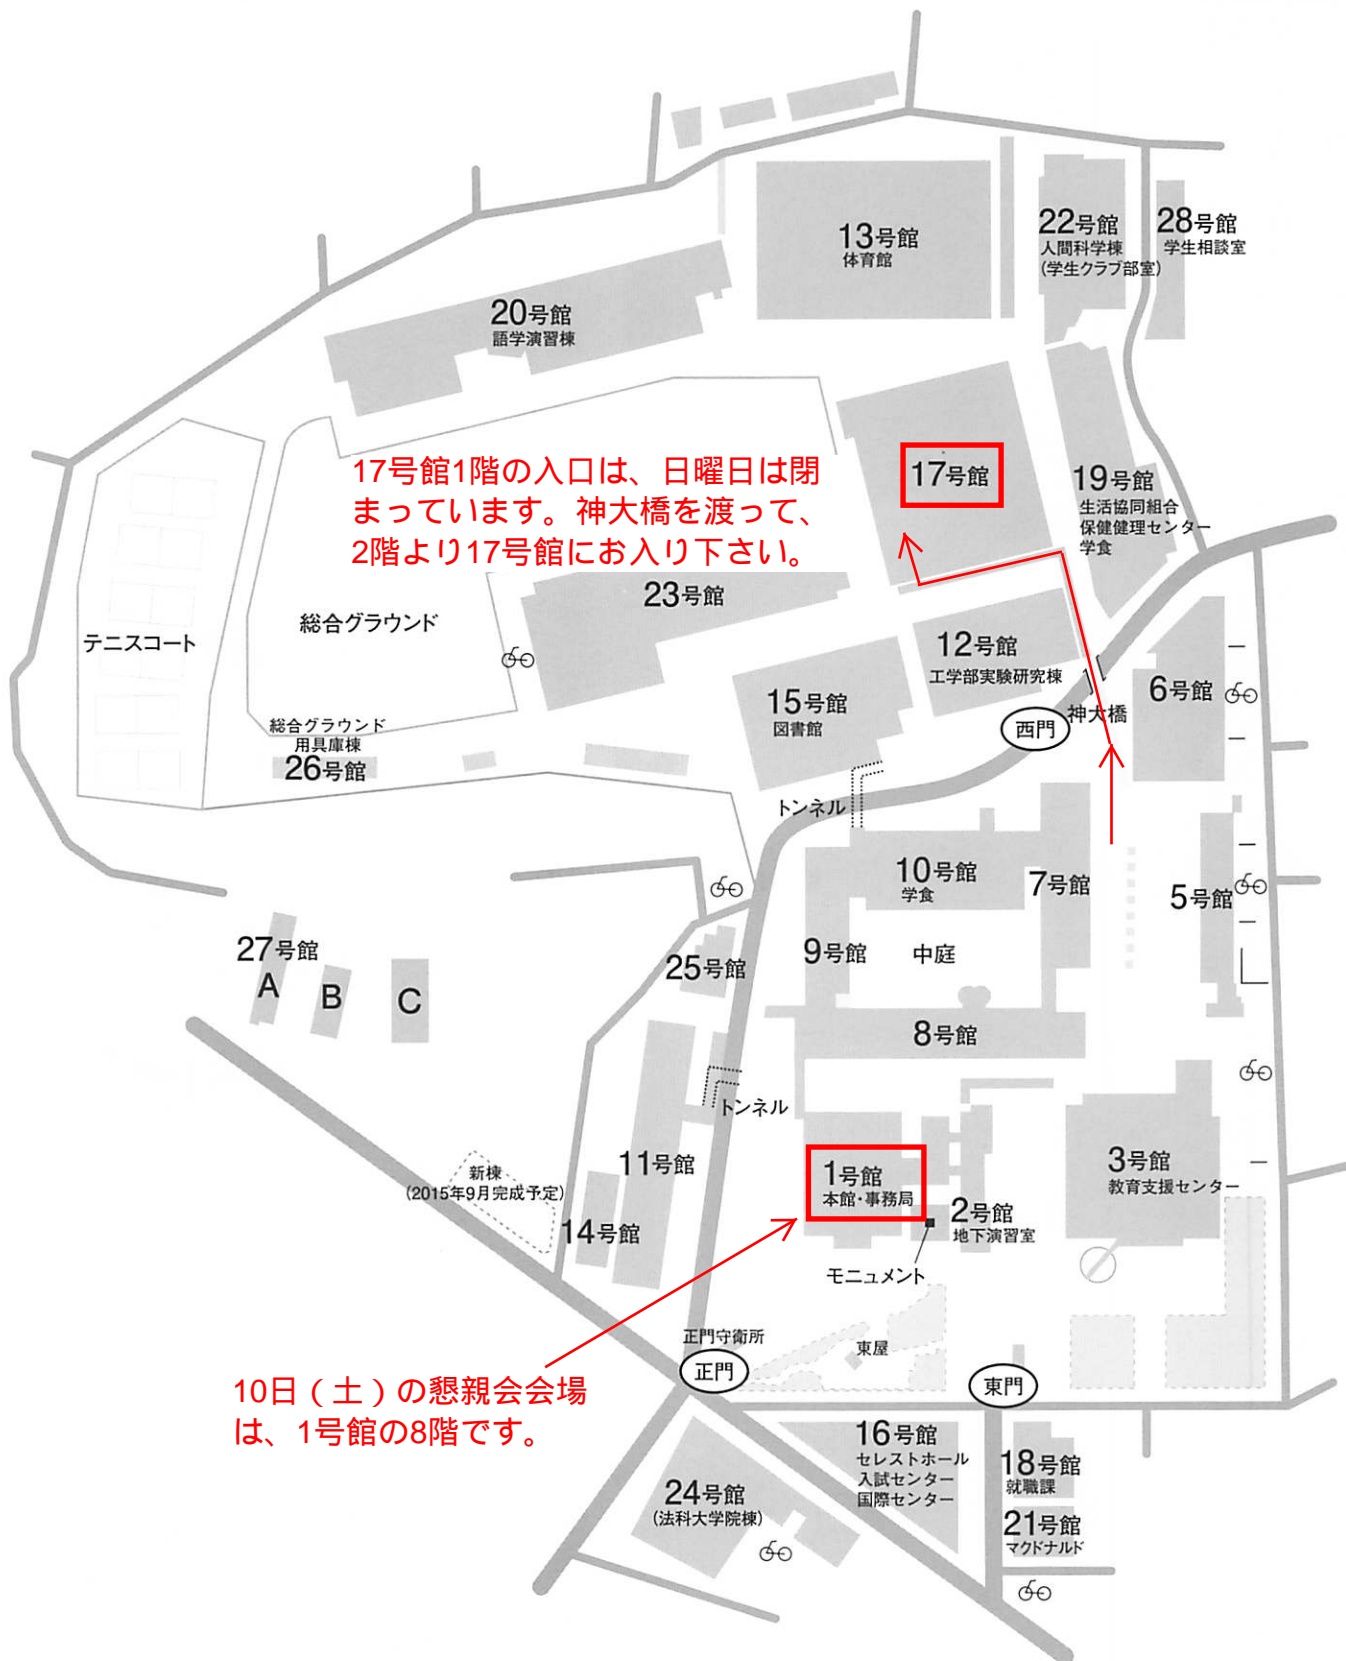 13号館
体育館
22号館
人間科学棟
(学生クラブ部室)
28号館
学生相談室
20号館
語学演習棟
17号館1階の入口は、日曜日は閉
まっています。神大橋を渡って、
2階より17号館にお入り下さい。
17号館
19号館
生活協同組合
保健健理センター
学食
23号館
総合グラウンド
テニスコート
12号館
工学部実験研究棟
15号館
図書館
6号館
神大橋
西門
総合グラウンド
用具庫棟
26号館
トンネル
10号館
学食
7号館
5号館
9号館
中庭
25号館
27号館
A
B
C
8号館
トンネル
11号館
新棟
(2015年9月完成予定)
14号館
1号館
本館・事務局
2号館
地下演習室
3号館
教育支援センター
モニュメント
正門守衛所
正門
東屋
東門
10日（土）の懇親会会場
は、1号館の8階です。
16号館
セレストホール
入試センター
国際センター
18号館
就職課
24号館
(法科大学院棟)
21号館
マクドナルド